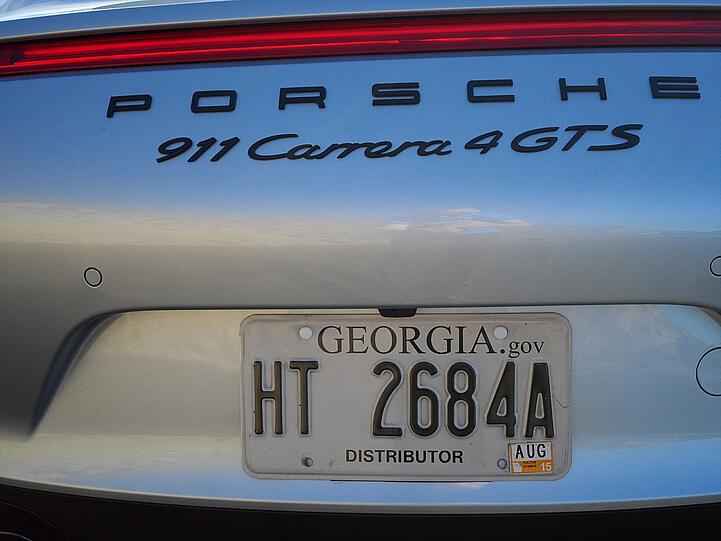 PORSCHE
911 Carrera 4 GTS
GEORGIA.gov
HT 2684A
DISTRIBUTOR
AUG
15